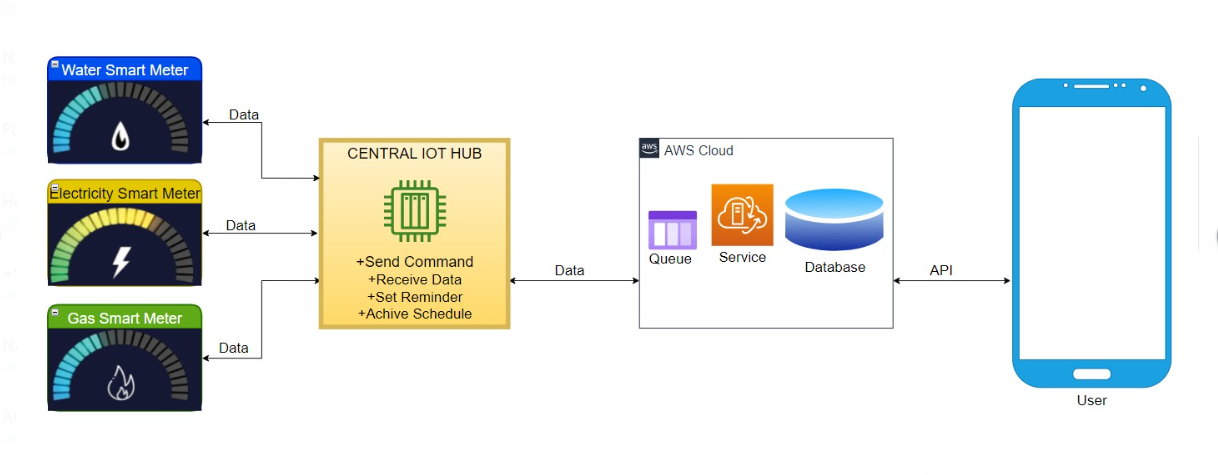 Water Smart Meter
Data
Electricity Smart Meter
Data
Gas Smart Meter
Data
CENTRAL IOT HUB
+Send Command
+Receive Data
+Set Reminder
+Achive Schedule
Data
aws
AWS Cloud
Queue
Service
Database
API
User